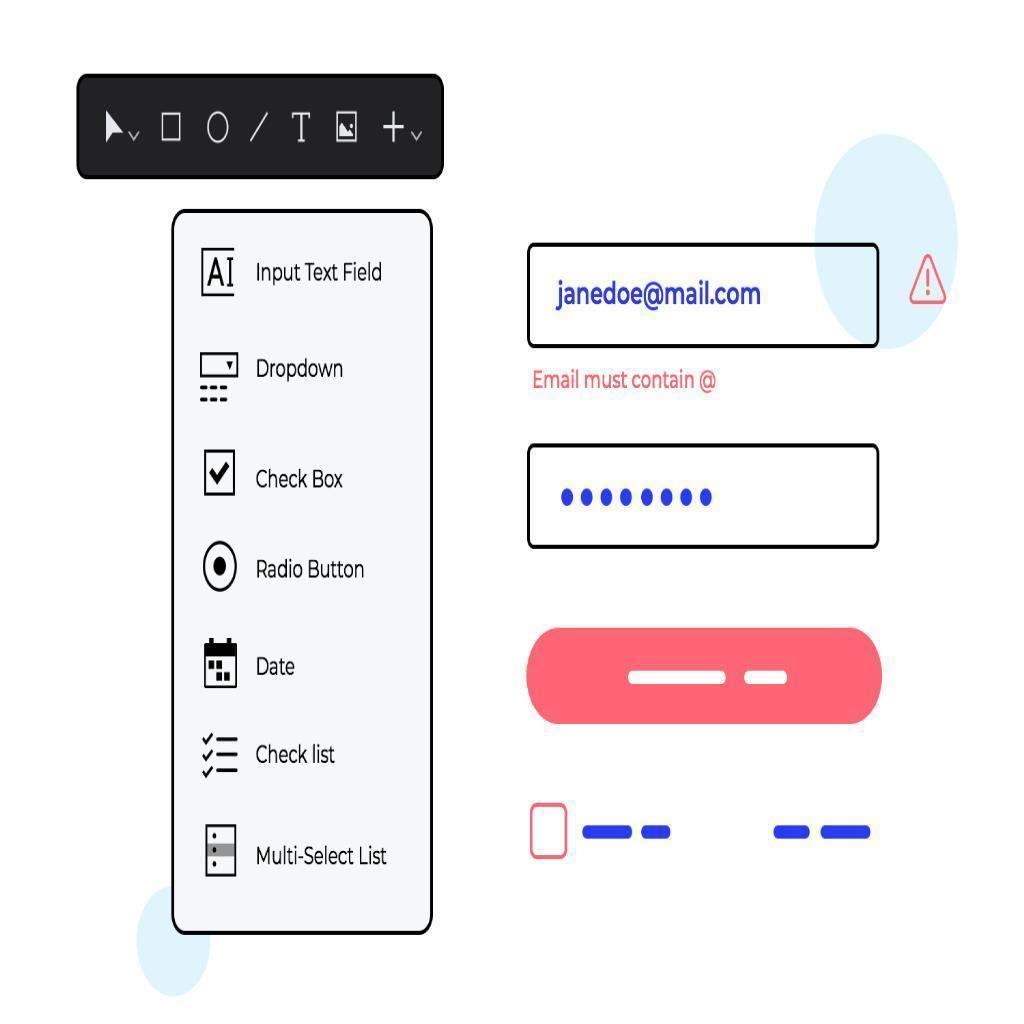 Input Text Field
Dropdown
Check Box
Radio Button
Date
Check list
Multi-Select List
janedoe@mail.com
Email must contain @